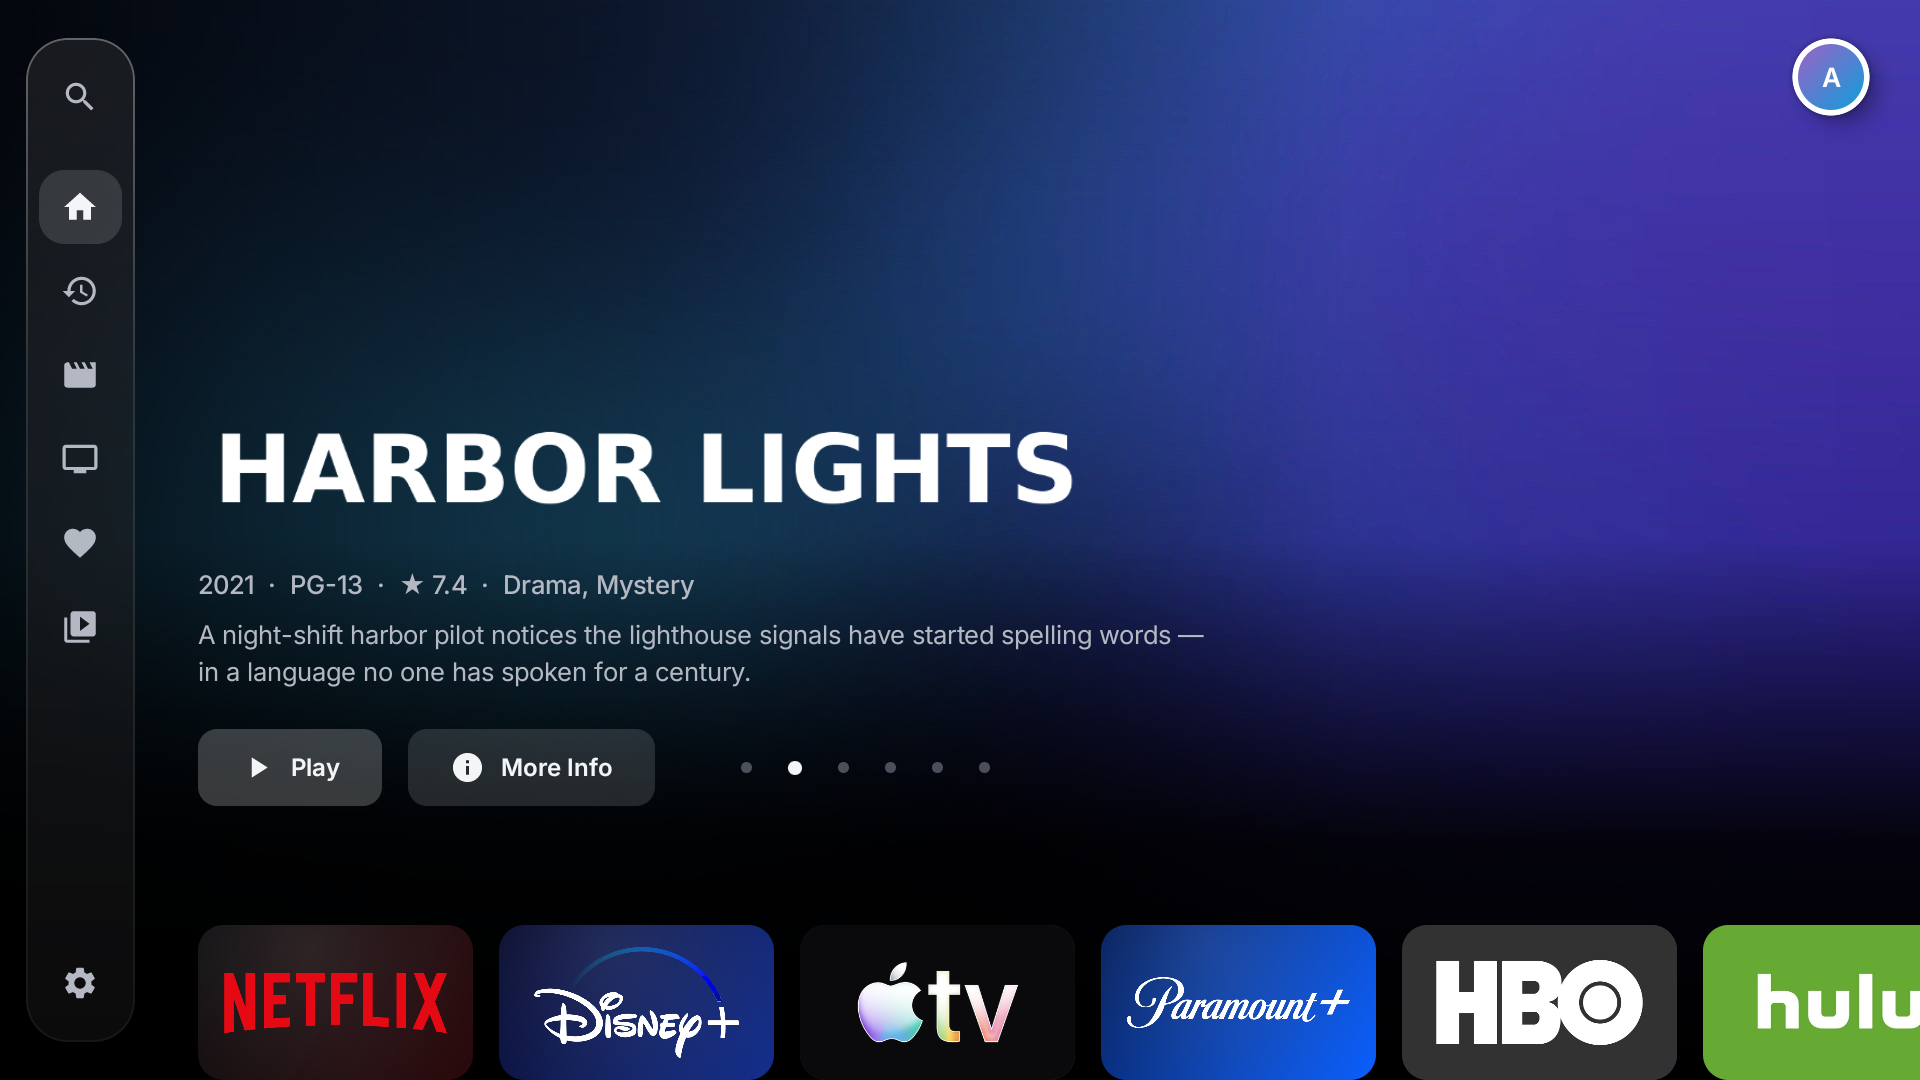 A
HARBOR LIGHTS
2021 · PG-13 · ★ 7.4 · Drama, Mystery
A night-shift harbor pilot notices the lighthouse signals have started spelling words —
in a language no one has spoken for a century.
Play
More Info
NETFLIX
Disney+
tv
Paramount+
HBO
hulu